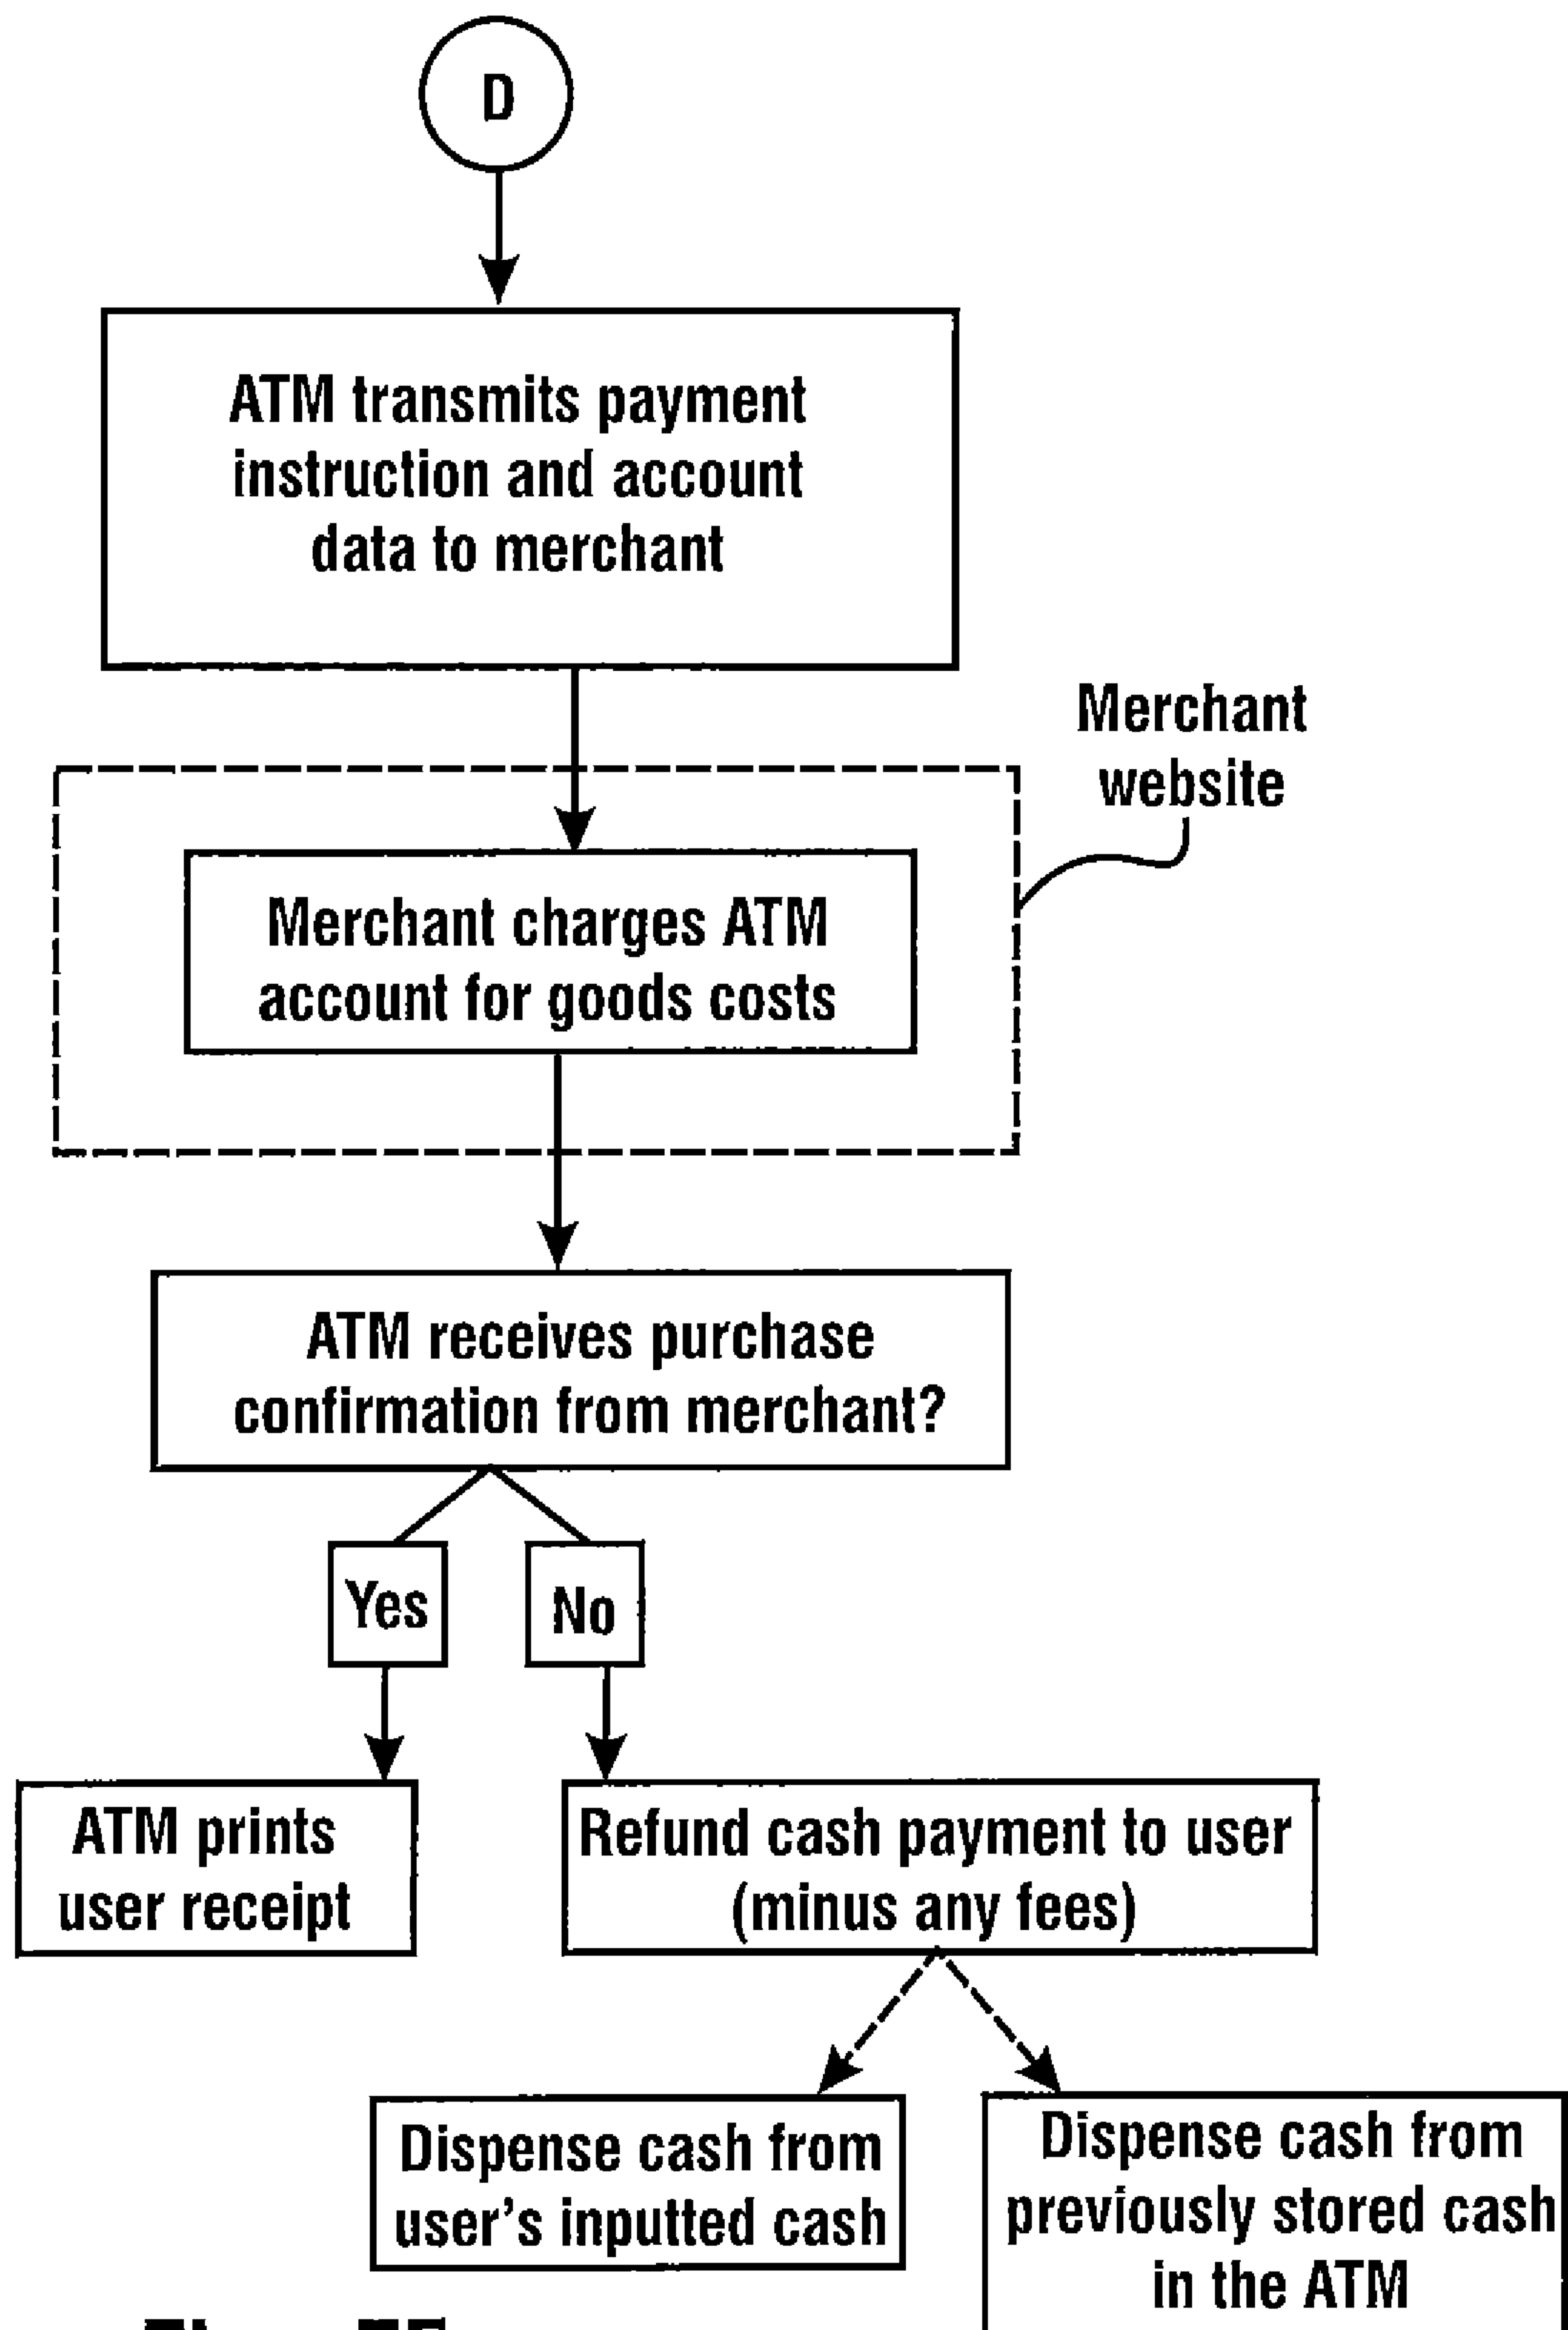 D
ATM transmits payment
instruction and account
data to merchant
Merchant
website
Merchant charges ATM
account for goods costs
ATM receives purchase
confirmation from merchant?
Yes
No
ATM prints
user receipt
Refund cash payment to user
(minus any fees)
Dispense cash from
user's inputted cash
Dispense cash from
previously stored cash
in the ATM